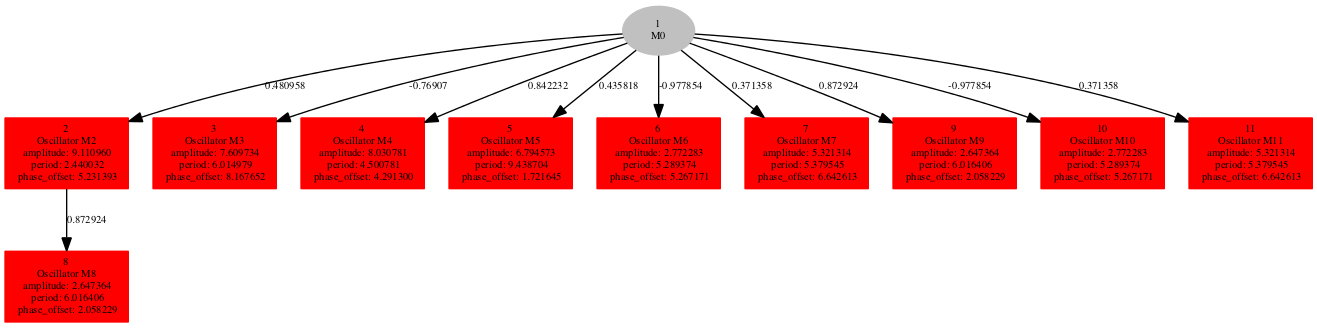 1
M0
0.480958
-0.76907
0.842232
0.435818
-0.977854
0.371358
0.872924
-0.977854
0.371358
2
Oscillator M2
amplitude: 9.110960
period: 2.440032
phase_offset: 5.231393
3
Oscillator M3
amplitude: 7.609734
period: 6.014979
phase_offset: 8.167652
4
Oscillator M4
amplitude: 8.030781
period: 4.500781
phase_offset: 4.291300
5
Oscillator M5
amplitude: 6.794573
period: 9.438704
phase_offset: 1.721645
6
Oscillator M6
amplitude: 2.772283
period: 5.289374
phase_offset: 5.267171
7
Oscillator M7
amplitude: 5.321314
period: 5.379545
phase_offset: 6.642613
9
Oscillator M9
amplitude: 2.647364
period: 6.016406
phase_offset: 2.058229
10
Oscillator M10
amplitude: 2.772283
period: 5.289374
phase_offset: 5.267171
11
Oscillator M11
amplitude: 5.321314
period: 5.379545
phase_offset: 6.642613
0.872924
8
Oscillator M8
amplitude: 2.647364
period: 6.016406
phase_offset: 2.058229